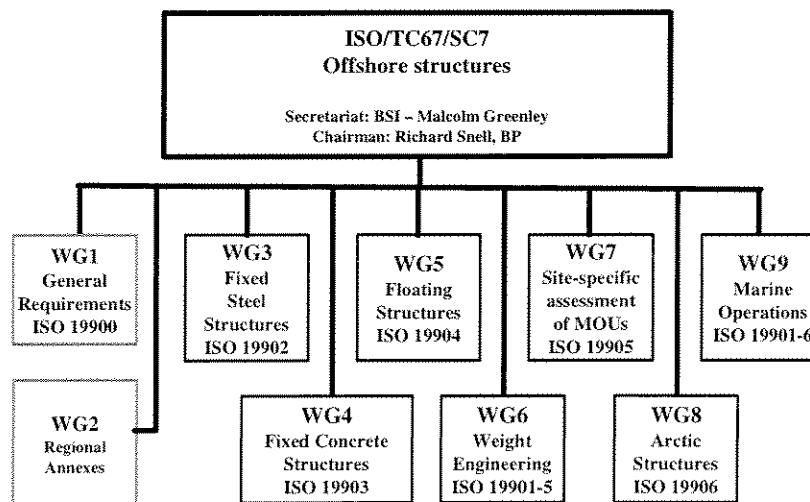 ISO/TC67/SC7
Offshore structures
Secretariat: BSI – Malcolm Greenley
Chairman: Richard Snell, BP
WG1
General
Requirements
ISO 19900
WG2
Regional
Annexes
WG3
Fixed
Steel
Structures
ISO 19902
WG4
Fixed Concrete
Structures
ISO 19903
WG5
Floating
Structures
ISO 19904
WG6
Weight
Engineering
ISO 19901-5
WG7
Site-specific
assessment
of MOUs
ISO 19905
WG8
Arctic
Structures
ISO 19906
WG9
Marine
Operations
ISO 19901-6